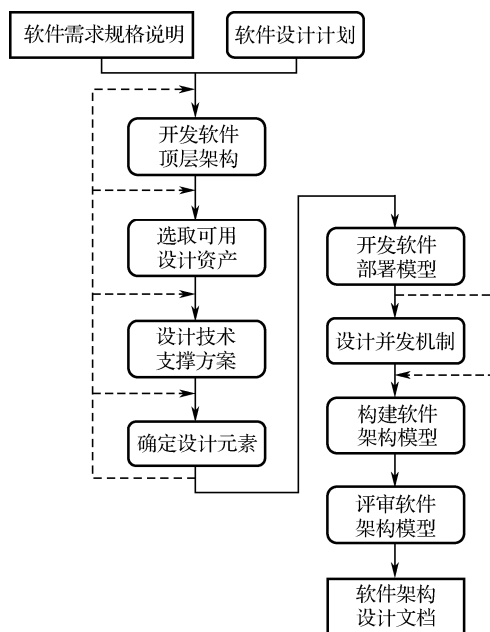 软件需求规格说明
软件设计计划
开发软件
顶层架构
选取可用
设计资产
设计技术
支撑方案
确定设计元素
开发软件
部署模型
设计并发机制
构建软件
架构模型
评审软件
架构模型
软件架构
设计文档